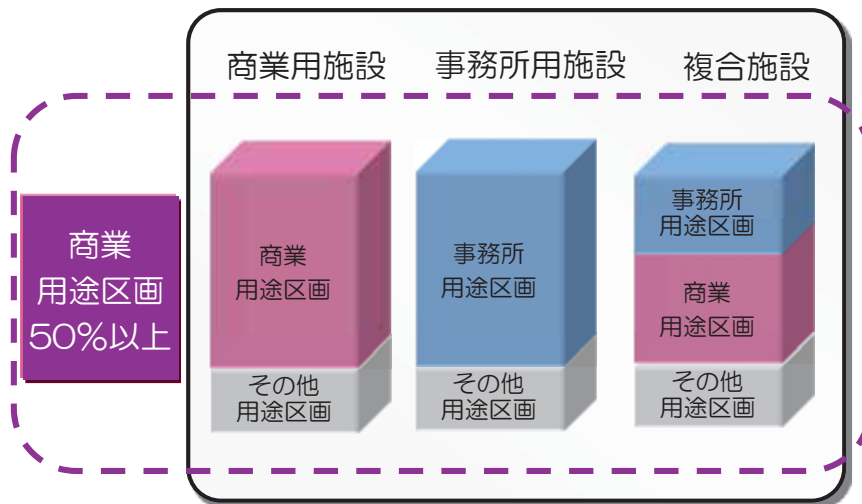 商業用施設
事務所用施設
複合施設
商業
用途区画
50%以上
商業
用途区画
その他
用途区画
事務所
用途区画
その他
用途区画
事務所
用途区画
商業
用途区画
その他
用途区画